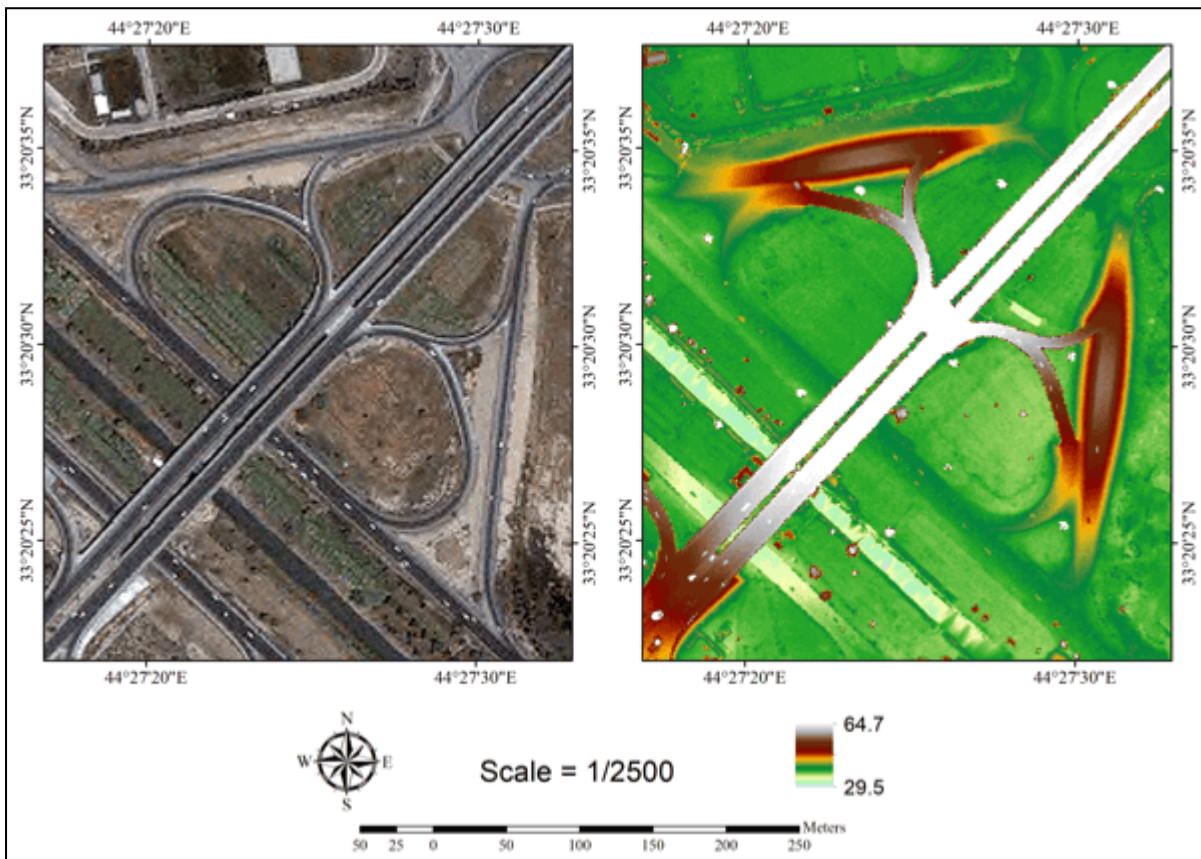 44°27'20"E 44°27'30"E 44°27'20"E 44°27'30"E
33°20'35"N 33°20'35"N 33°20'35"N 33°20'35"N
33°20'30"N 33°20'30"N 33°20'30"N 33°20'30"N
33°20'25"N 33°20'25"N 33°20'25"N 33°20'25"N
44°27'20"E 44°27'30"E 44°27'20"E 44°27'30"E
N
W E
S
Scale = 1/2500
64.7
29.5
Meters
50 25 0 50 100 150 200 250